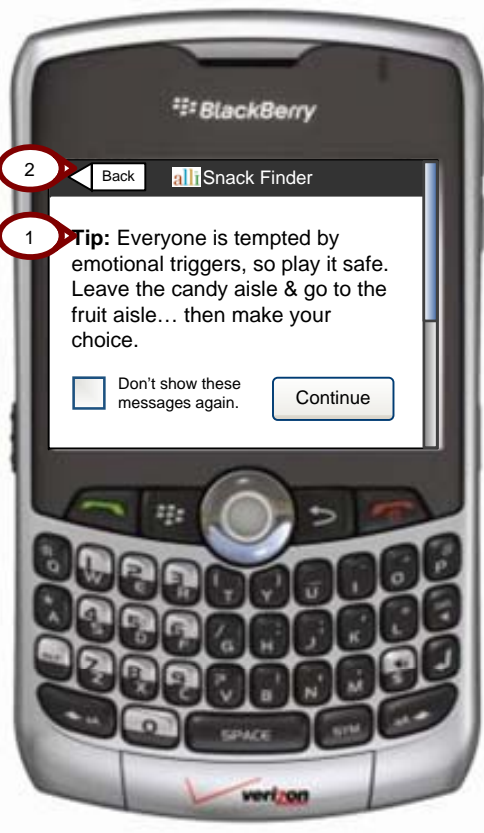 BlackBerry
2
Back
alli Snack Finder
1
Tip: Everyone is tempted by
emotional triggers, so play it safe.
Leave the candy aisle & go to the
fruit aisle… then make your
choice.
Don't show these
messages again.
Continue
Q
W
E
R
T
Y
U
I
O
P
A
S
D
F
G
H
J
K
L
Z
X
C
V
B
N
M
$
SPACE
SYM
verizon